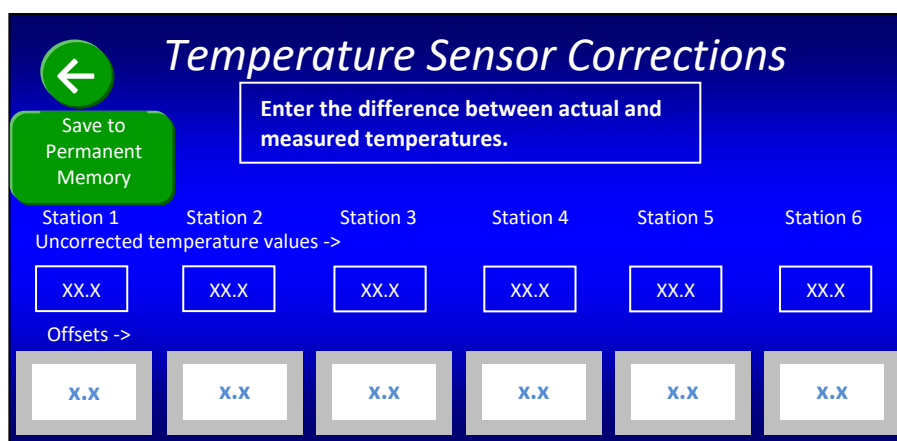 Temperature Sensor Corrections
Enter the difference between actual and
measured temperatures.
Save to
Permanent
Memory
Station 1 Station 2 Station 3 Station 4 Station 5 Station 6
Uncorrected temperature values ->
XX.X XX.X XX.X XX.X XX.X XX.X
Offsets ->
x.x x.x x.x x.x x.x x.x